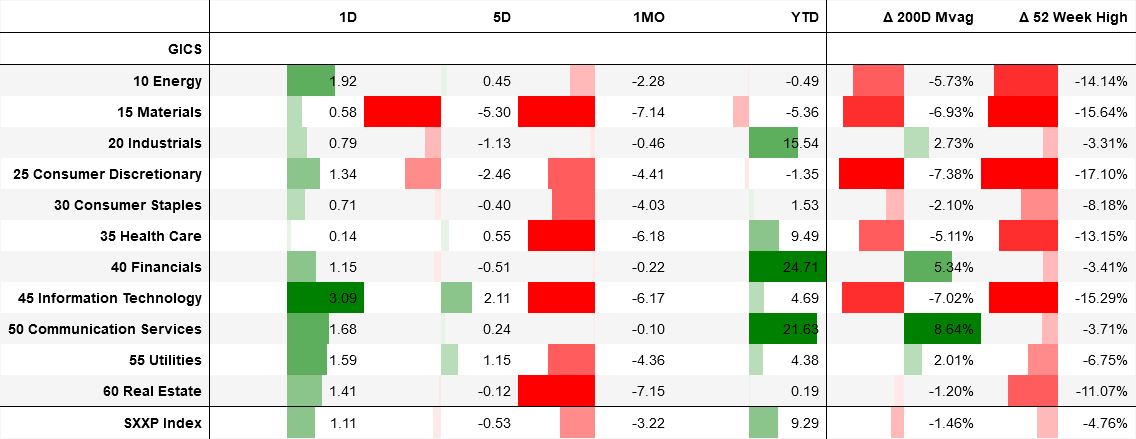 1D 5D 1MO YTD Δ 200D Mvag Δ 52 Week High
GICS
10 Energy 1.92 0.45 -2.28 -0.49 -5.73% -14.14%
15 Materials 0.58 -5.30 -7.14 -5.36 -6.93% -15.64%
20 Industrials 0.79 -1.13 -0.46 15.54 2.73% -3.31%
25 Consumer Discretionary 1.34 -2.46 -4.41 -1.35 -7.38% -17.10%
30 Consumer Staples 0.71 -0.40 -4.03 1.53 -2.10% -8.18%
35 Health Care 0.14 0.55 -6.18 9.49 -5.11% -13.15%
40 Financials 1.15 -0.51 -0.22 24.71 5.34% -3.41%
45 Information Technology 3.09 2.11 -6.17 4.69 -7.02% -15.29%
50 Communication Services 1.68 0.24 -0.10 21.63 8.64% -3.71%
55 Utilities 1.59 1.15 -4.36 4.38 2.01% -6.75%
60 Real Estate 1.41 -0.12 -7.15 0.19 -1.20% -11.07%
SXXP Index 1.11 -0.53 -3.22 9.29 -1.46% -4.76%